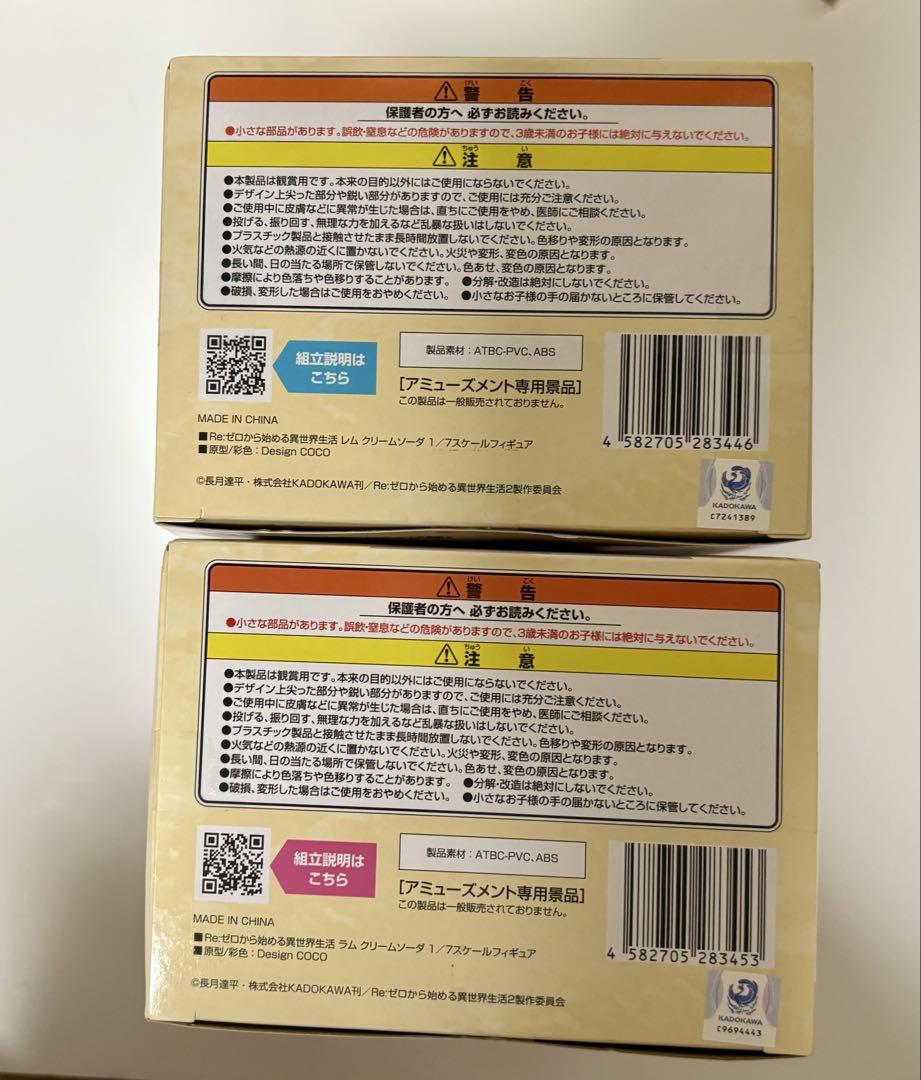 けい こく
⚠警 告
保護者の方へ 必ずお読みください。
●小さな部品があります。誤飲・窒息などの危険がありますので、3歳未満のお子様には絶対に与えないでください。
ちゅう い
⚠注 意
●本製品は観賞用です。本来の目的以外にはご使用にならないでください。
●デザイン上尖った部分や鋭い部分がありますので、ご使用には充分ご注意ください。
●ご使用中に皮膚などに異常が生じた場合は、直ちにご使用をやめ、医師にご相談ください。
●投げる、振り回す、無理な力を加えるなど乱暴な扱いはしないでください。
●プラスチック製品と接触させたまま長時間放置しないでください。色移りや変形の原因となります。
●火気などの熱源の近くに置かないでください。火災や変形、変色の原因となります。
●長い間、日の当たる場所で保管しないでください。色あせ、変色の原因となります。
●摩擦により色落ちや色移りすることがあります。 ●分解・改造は絶対にしないでください。
●破損、変形した場合はご使用をおやめください。 ●小さなお子様の手の届かないところに保管してください。
組立説明は
こちら
製品素材：ATBC-PVC、ABS
[アミューズメント専用景品]
この製品は一般販売されておりません。
MADE IN CHINA
■Re:ゼロから始める異世界生活 レム クリームソーダ 1／7スケールフィギュア
■原型/彩色：Design COCO
4 582705 283446
©長月達平・株式会社KADOKAWA刊／Re:ゼロから始める異世界生活2製作委員会
KADOKAWA
C7241389
けい こく
⚠警 告
保護者の方へ 必ずお読みください。
●小さな部品があります。誤飲・窒息などの危険がありますので、3歳未満のお子様には絶対に与えないでください。
ちゅう い
⚠注 意
●本製品は観賞用です。本来の目的以外にはご使用にならないでください。
●デザイン上尖った部分や鋭い部分がありますので、ご使用には充分ご注意ください。
●ご使用中に皮膚などに異常が生じた場合は、直ちにご使用をやめ、医師にご相談ください。
●投げる、振り回す、無理な力を加えるなど乱暴な扱いはしないでください。
●プラスチック製品と接触させたまま長時間放置しないでください。色移りや変形の原因となります。
●火気などの熱源の近くに置かないでください。火災や変形、変色の原因となります。
●長い間、日の当たる場所で保管しないでください。色あせ、変色の原因となります。
●摩擦により色落ちや色移りすることがあります。 ●分解・改造は絶対にしないでください。
●破損、変形した場合はご使用をおやめください。 ●小さなお子様の手の届かないところに保管してください。
組立説明は
こちら
製品素材：ATBC-PVC、ABS
[アミューズメント専用景品]
この製品は一般販売されておりません。
MADE IN CHINA
■Re:ゼロから始める異世界生活 ラム クリームソーダ 1／7スケールフィギュア
■原型/彩色：Design COCO
4 582705 283453
©長月達平・株式会社KADOKAWA刊／Re:ゼロから始める異世界生活2製作委員会
KADOKAWA
C9694443